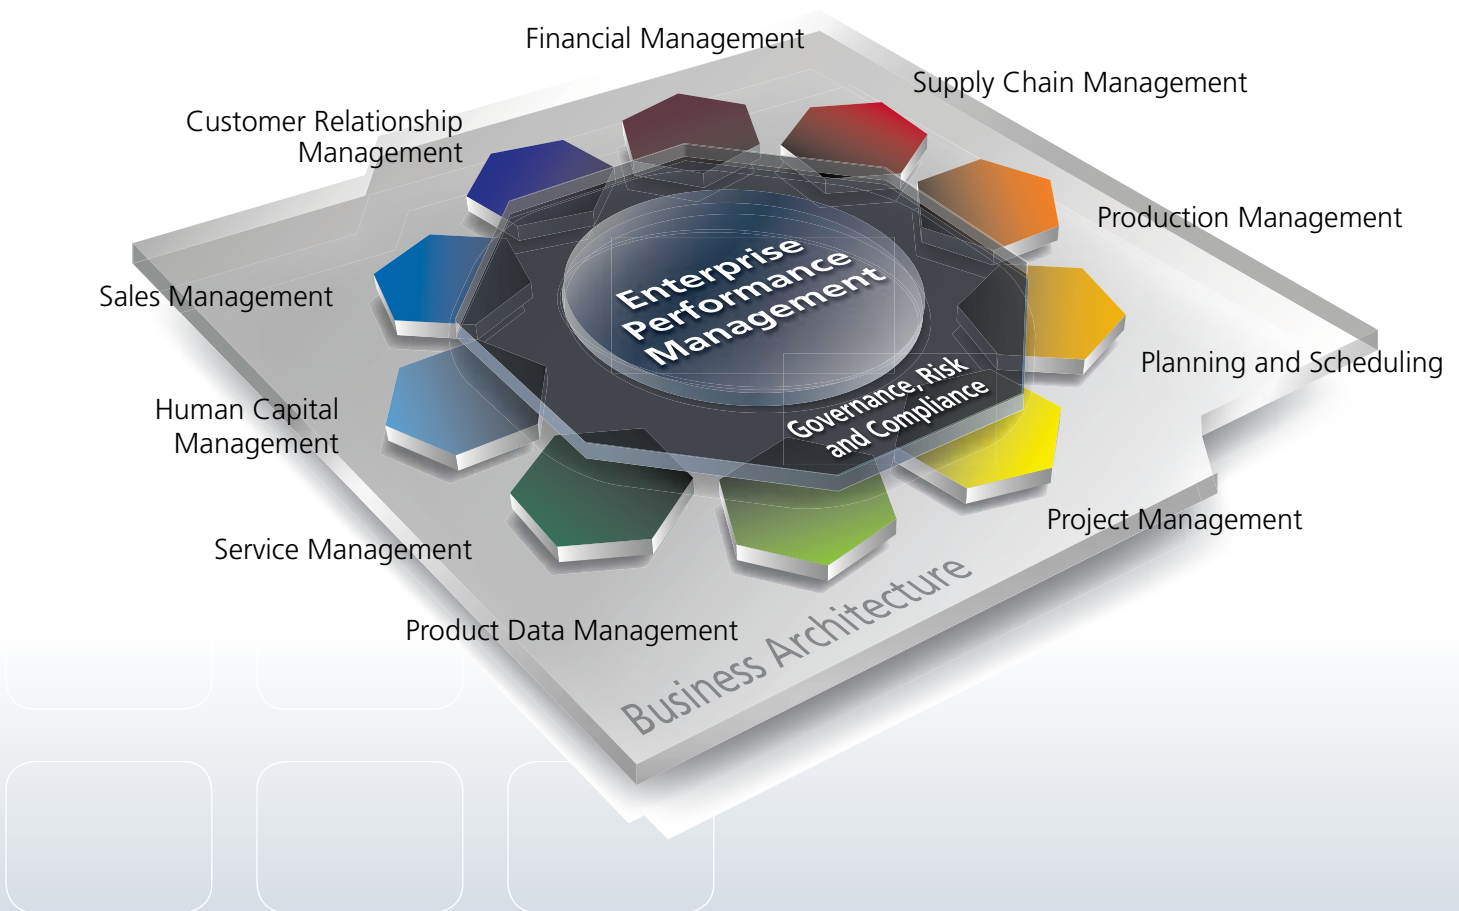 Financial Management
Supply Chain Management
Customer Relationship
Management
Production Management
Enterprise
Performance
Management
Sales Management
Planning and Scheduling
Governance, Risk
and Compliance
Human Capital
Management
Project Management
Service Management
Product Data Management
Business Architecture